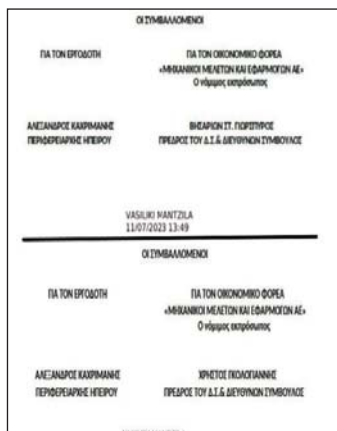 ΟΙ ΣΥΜΒΑΛΛΟΜΕΝΟΙ
ΓΙΑ ΤΟΝ ΕΡΓΟΔΟΤΗ
ΓΙΑ ΤΟΝ ΟΙΚΟΝΟΜΙΚΟ ΦΟΡΕΑ
«ΜΗΧΑΝΙΚΟΙ ΜΕΛΕΤΩΝ ΚΑΙ ΕΦΑΡΜΟΓΩΝ ΑΕ»
Ο νόμιμος εκπρόσωπος
ΑΛΕΞΑΝΔΡΟΣ ΚΑΧΡΙΜΑΝΗΣ
ΠΕΡΙΦΕΡΕΙΑΡΧΗΣ ΗΠΕΙΡΟΥ
ΒΗΣΑΡΙΩΝ ΣΤ.
ΠΡΕΔΡΟΣ ΤΟΥ Δ.Σ.& ΔΙΕΥΘΥΝΩΝ ΣΥΜΒΟΥΛΟΣ
VASILIKI MANTZILA
11/07/2023 13:49
ΟΙ ΣΥΜΒΑΛΛΟΜΕΝΟΙ
ΓΙΑ ΤΟΝ ΕΡΓΟΔΟΤΗ
ΓΙΑ ΤΟΝ ΟΙΚΟΝΟΜΙΚΟ ΦΟΡΕΑ
«ΜΗΧΑΝΙΚΟΙ ΜΕΛΕΤΩΝ ΚΑΙ ΕΦΑΡΜΟΓΩΝ ΑΕ»
Ο νόμιμος εκπρόσωπος
ΑΛΕΞΑΝΔΡΟΣ ΚΑΧΡΙΜΑΝΗΣ
ΠΕΡΙΦΕΡΕΙΑΡΧΗΣ ΗΠΕΙΡΟΥ
ΧΡΗΣΤΟΣ ΓΚΟΛΟΓΙΑΝΝΗΣ
ΠΡΕΔΡΟΣ ΤΟΥ Δ.Σ.& ΔΙΕΥΘΥΝΩΝ ΣΥΜΒΟΥΛΟΣ